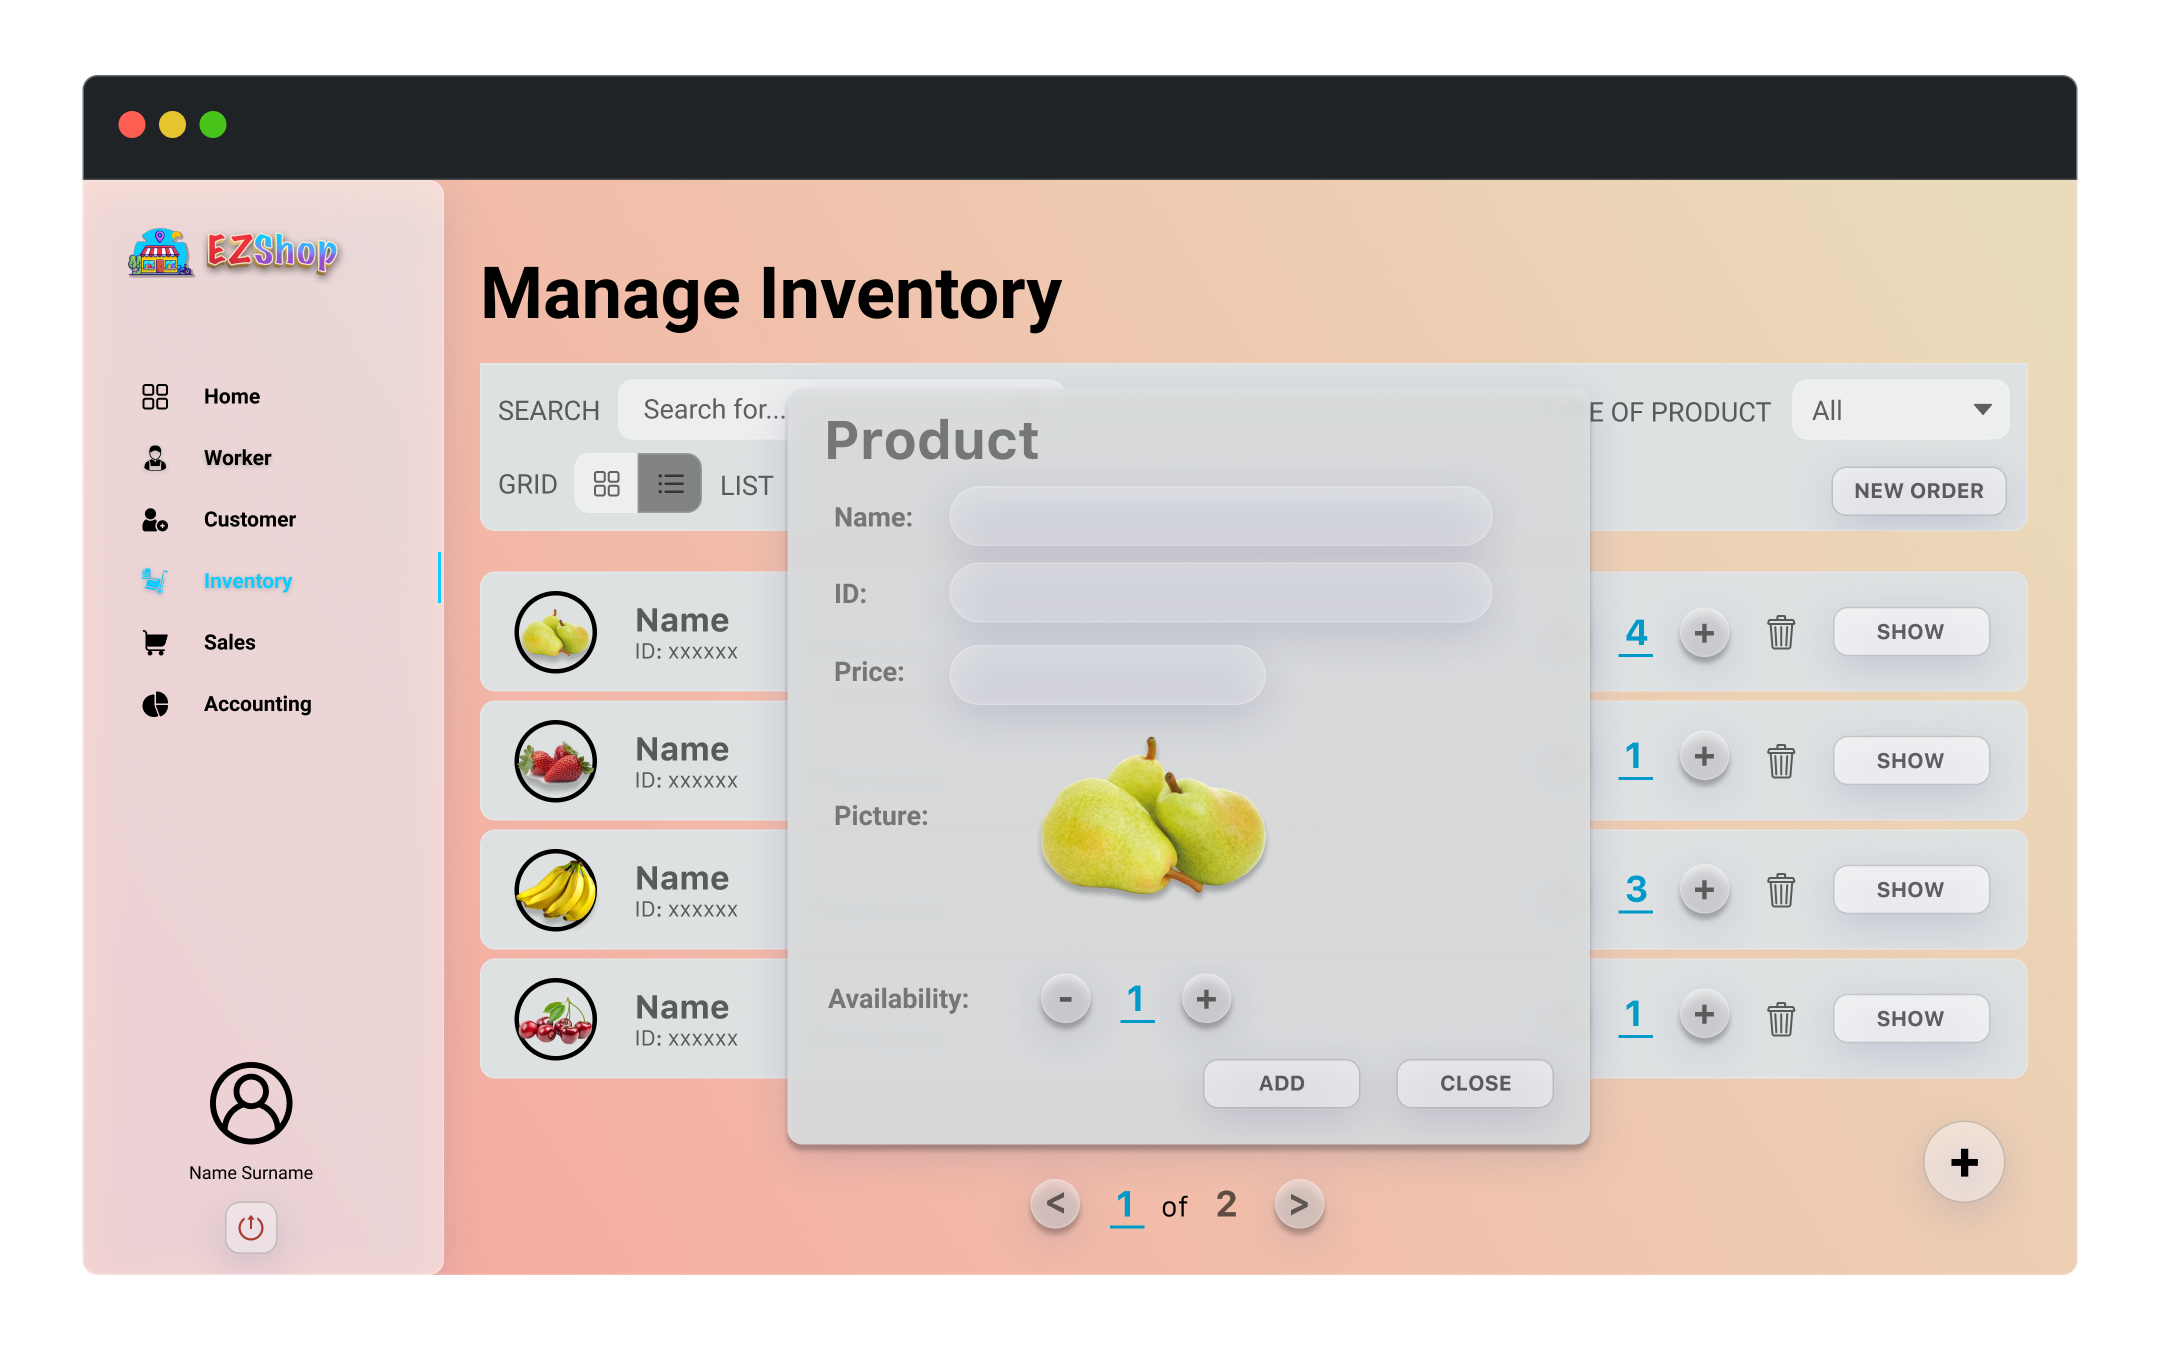 EZShop
Home
Worker
Customer
Inventory
Sales
Accounting
Name Surname
Manage Inventory
SEARCH Search for...
E OF PRODUCT All
GRID LIST
NEW ORDER
Name
ID: xxxxxx
4 + SHOW
Name
ID: xxxxxx
1 + SHOW
Name
ID: xxxxxx
3 + SHOW
Name
ID: xxxxxx
1 + SHOW
Product
Name:
ID:
Price:
Picture:
Availability: - 1 +
ADD CLOSE
< 1 of 2 >
+